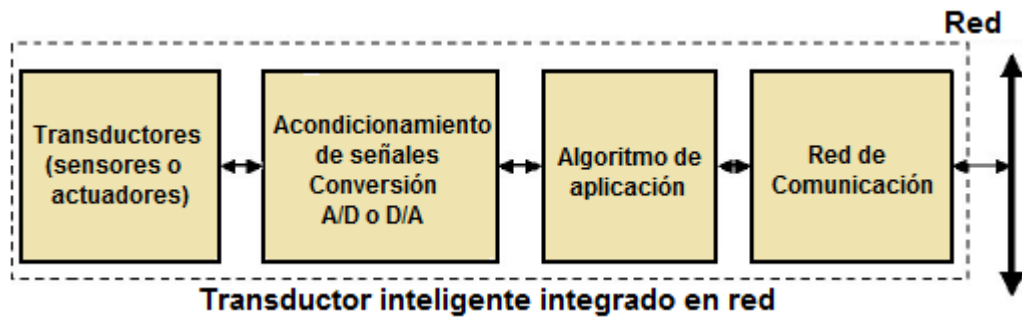 Red
Transductores
(sensores o
actuadores)
Acondicionamiento
de señales
Conversión
A/D o D/A
Algoritmo de
aplicación
Red de
Comunicación
Transductor inteligente integrado en red